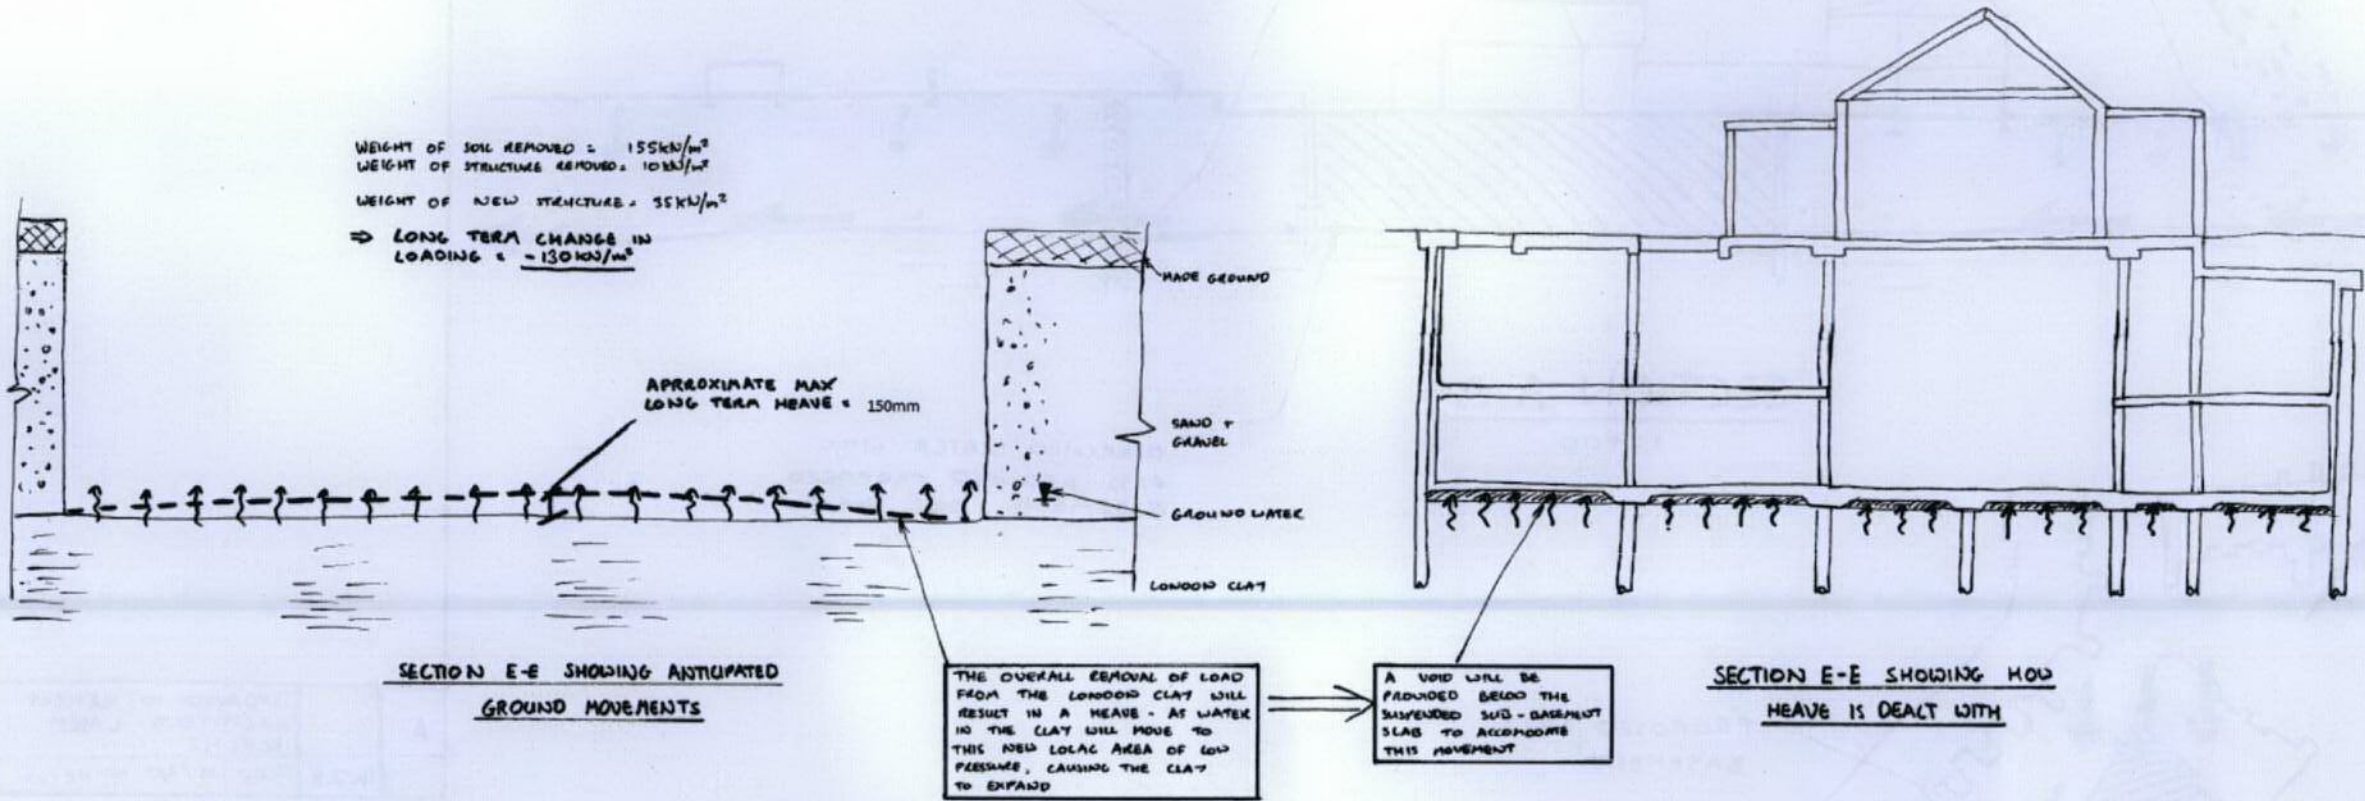 WEIGHT OF SOIL REMOVED = 155kN/m²
WEIGHT OF STRUCTURE REMOVED = 10kN/m²
WEIGHT OF NEW STRUCTURE = 35kN/m²
⇒ LONG TERM CHANGE IN
LOADING = -130kN/m²
APRROXIMATE MAX
LONG TERM HEAVE = 150mm
MADE GROUND
SAND +
GRAVEL
GROUND WATER
LONDON CLAY
SECTION E-E SHOWING ANTICIPATED
GROUND MOVEMENTS
THE OVERALL REMOVAL OF LOAD
FROM THE LONDON CLAY WILL
RESULT IN A HEAVE - AS WATER
IN THE CLAY WILL MOVE TO
THIS NEW LOCAL AREA OF LOW
PRESSURE, CAUSING THE CLAY
TO EXPAND
A VOID WILL BE
PROVIDED BELOW THE
SUSPENDED SUB-BASEMENT
SLAB TO ACCOMODATE
THIS MOVEMENT
SECTION E-E SHOWING HOW
HEAVE IS DEALT WITH